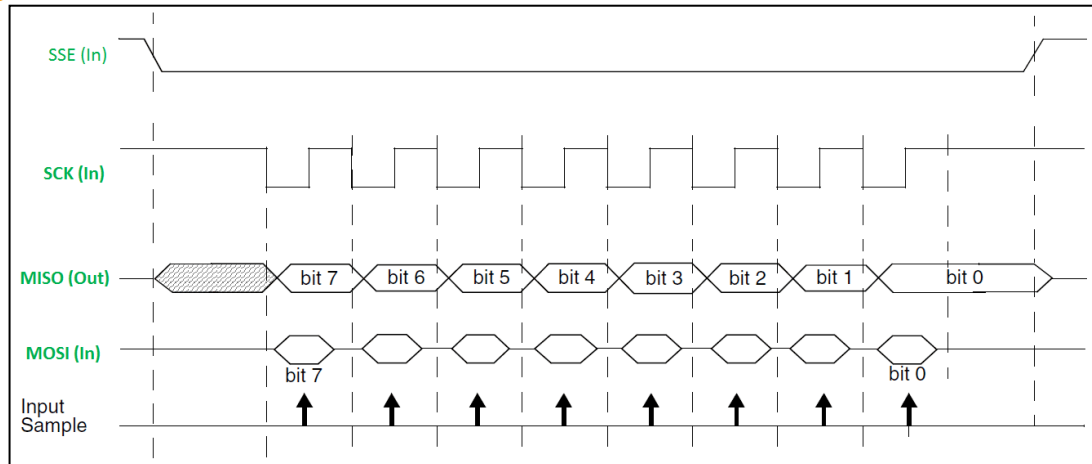 SSE (In)
SCK (In)
MISO (Out)
bit 7 bit 6 bit 5 bit 4 bit 3 bit 2 bit 1 bit 0
MOSI (In)
bit 7 bit 0
Input
Sample